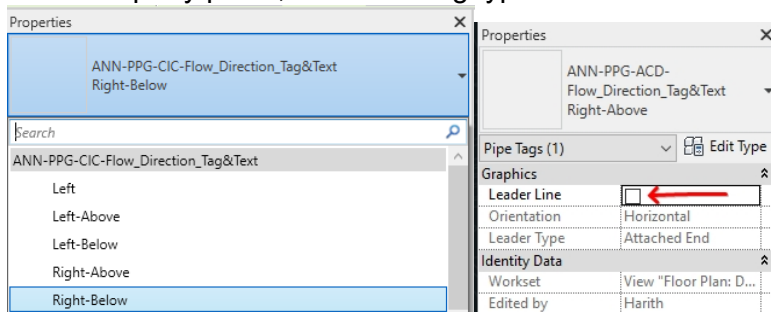 Properties
ANN-PPG-CIC-Flow_Direction_Tag&Text
Right-Below
Search
ANN-PPG-CIC-Flow_Direction_Tag&Text
Left
Left-Above
Left-Below
Right-Above
Right-Below
Properties
ANN-PPG-ACD-
Flow_Direction_Tag&Text
Right-Above
Pipe Tags (1)
Edit Type
Graphics
Leader Line
Orientation Horizontal
Leader Type Attached End
Identity Data
Workset View "Floor Plan: D...
Edited by Harith